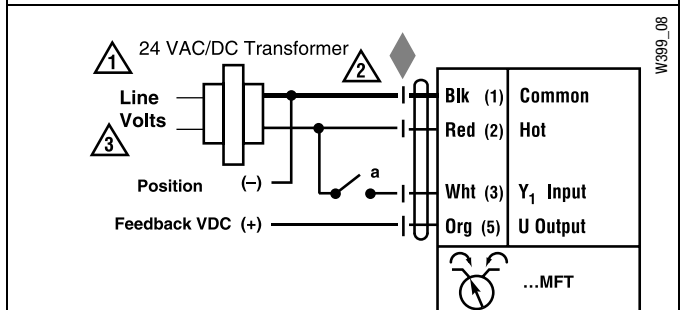 W399_08
1 24 VAC/DC Transformer 2
Line
Volts
3
Blk (1) Common
Red (2) Hot
a
Position (–)
Wht (3) Y₁ Input
Feedback VDC (+)
Org (5) U Output
...MFT